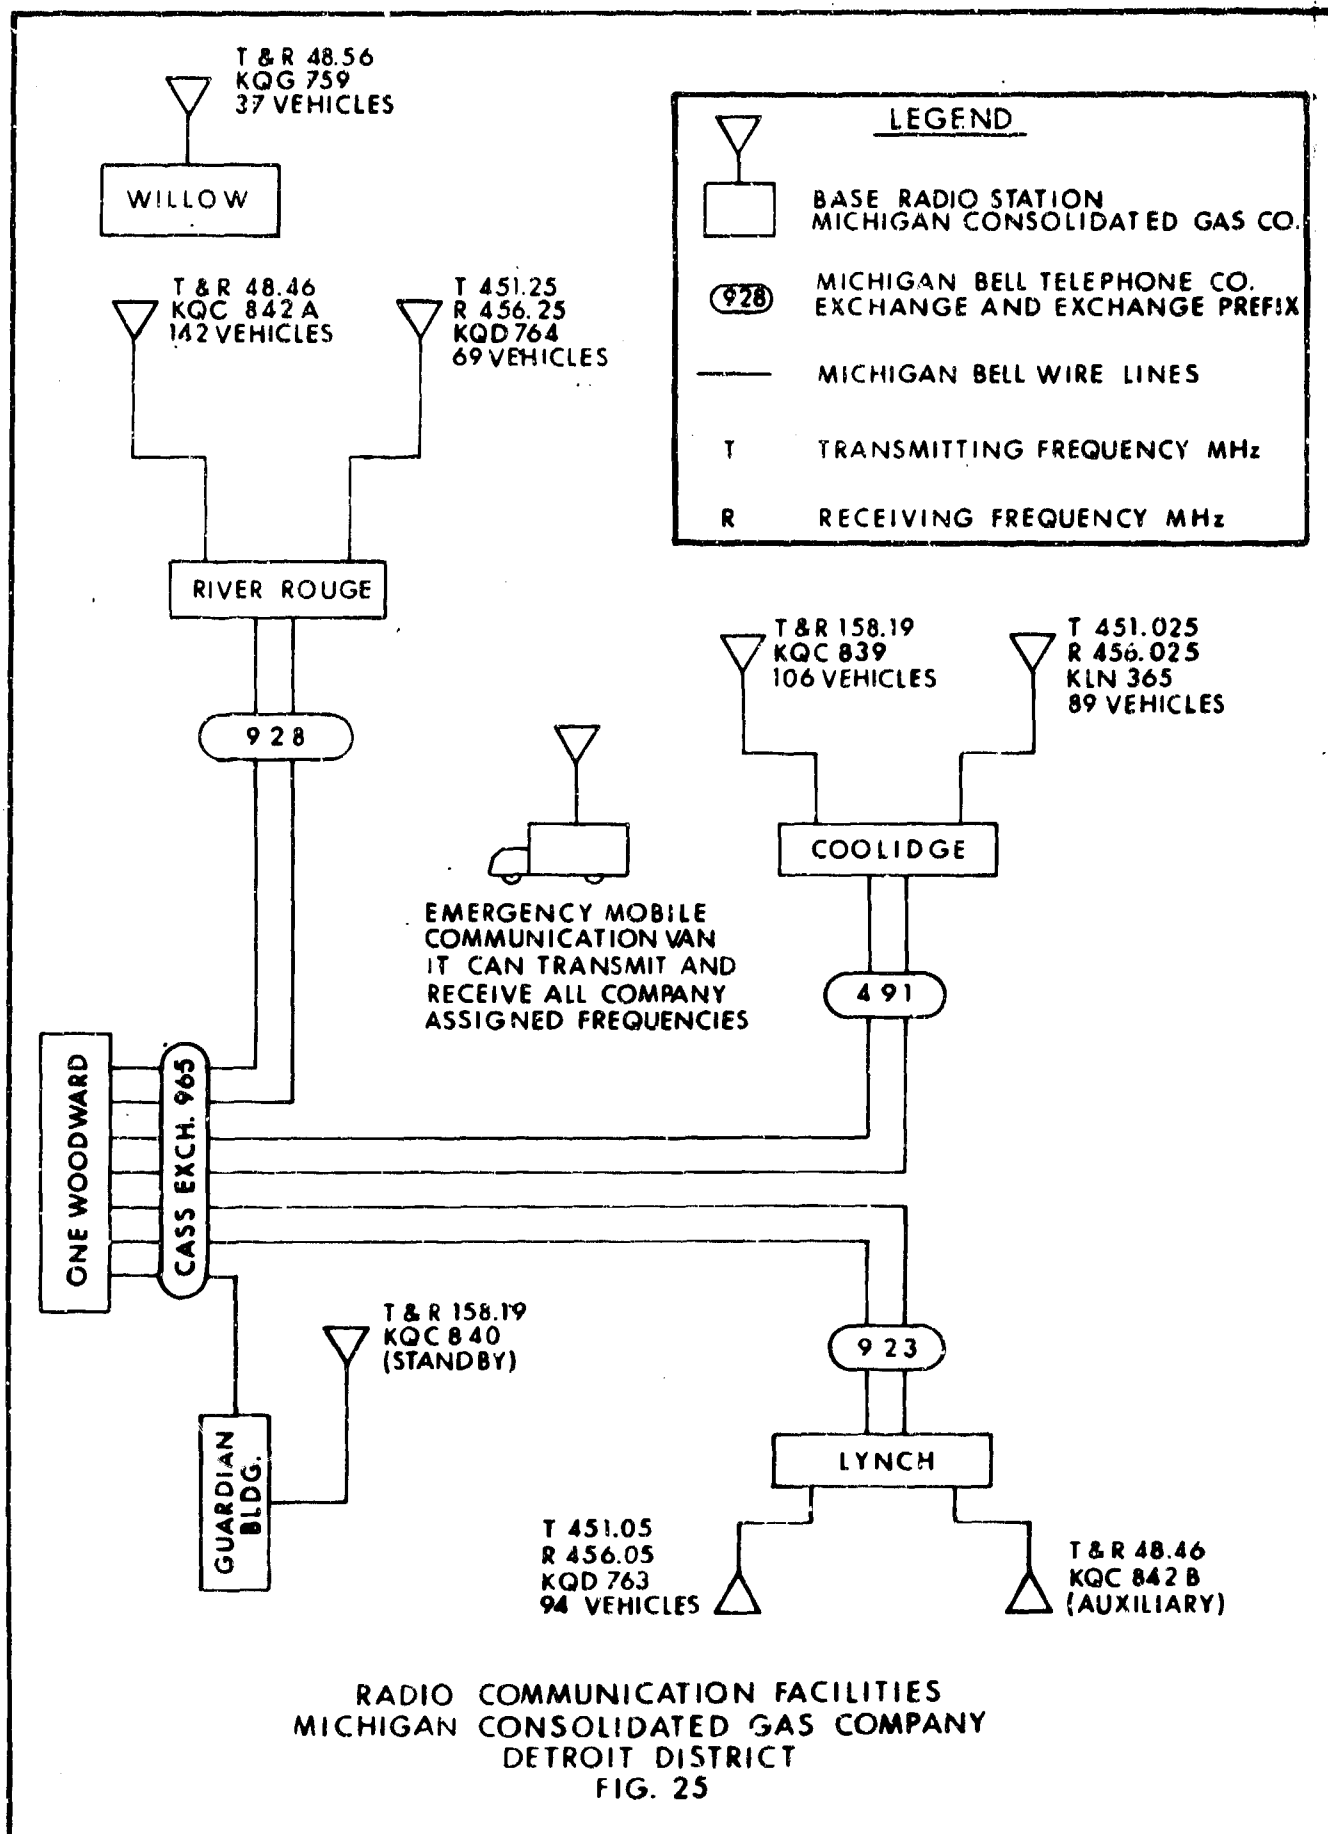 T & R 48.56
KQG 759
37 VEHICLES
WILLOW
T & R 48.46
KQC 842 A
142 VEHICLES
T 451.25
R 456.25
KQD 764
69 VEHICLES
RIVER ROUGE
928
LEGEND
BASE RADIO STATION
MICHIGAN CONSOLIDATED GAS CO.
928
MICHIGAN BELL TELEPHONE CO.
EXCHANGE AND EXCHANGE PREFIX
MICHIGAN BELL WIRE LINES
T TRANSMITTING FREQUENCY MHz
R RECEIVING FREQUENCY MHz
T & R 158.19
KQC 839
106 VEHICLES
T 451.025
R 456.025
KLN 365
89 VEHICLES
COOLIDGE
491
EMERGENCY MOBILE
COMMUNICATION VAN
IT CAN TRANSMIT AND
RECEIVE ALL COMPANY
ASSIGNED FREQUENCIES
ONE WOODWARD
CASS EXCH. 965
T & R 158.19
KQC 840
(STANDBY)
GUARDIAN
BLDG.
923
LYNCH
T 451.05
R 456.05
KQD 763
94 VEHICLES
T & R 48.46
KQC 842 B
(AUXILIARY)
RADIO COMMUNICATION FACILITIES
MICHIGAN CONSOLIDATED GAS COMPANY
DETROIT DISTRICT
FIG. 25